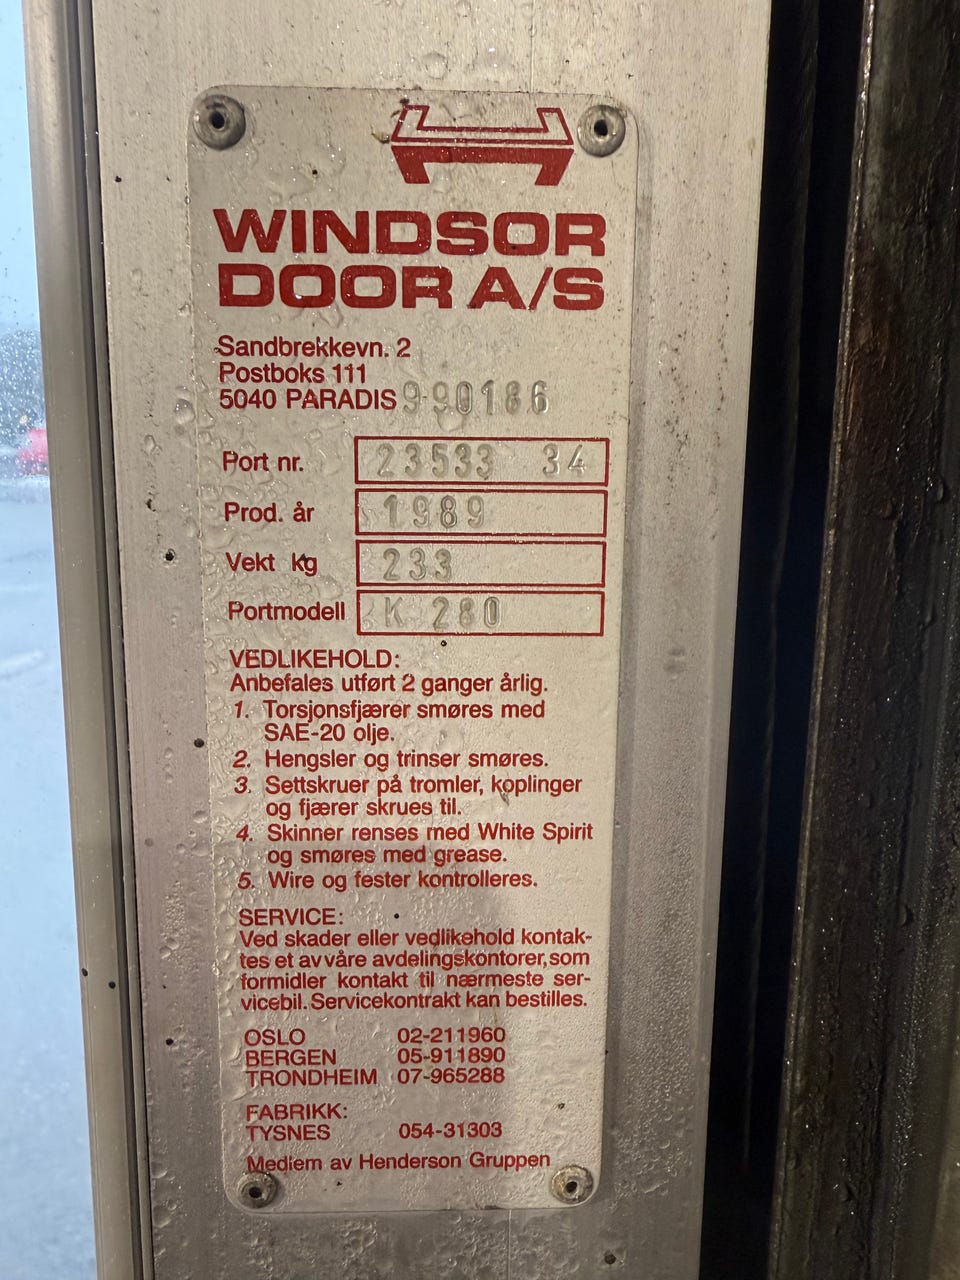 WINDSOR
DOOR A/S
Sandbrekkevn. 2
Postboks 111
5040 PARADIS 990186
Port nr. 23533 34
Prod. år 1989
Vekt kg 233
Portmodell K 280
VEDLIKEHOLD:
Anbefales utført 2 ganger årlig.
1. Torsjonsfjærer smøres med
SAE-20 olje.
2. Hengsler og trinser smøres.
3. Settskruer på tromler, koplinger
og fjærer skrues til.
4. Skinner renses med White Spirit
og smøres med grease.
5. Wire og fester kontrolleres.
SERVICE:
Ved skader eller vedlikehold kontak-
tes et av våre avdelingskontorer, som
formidler kontakt til nærmeste ser-
vicebil. Servicekontrakt kan bestilles.
OSLO 02-211960
BERGEN 05-911890
TRONDHEIM 07-965288
FABRIKK:
TYSNES 054-31303
Medlem av Henderson Gruppen